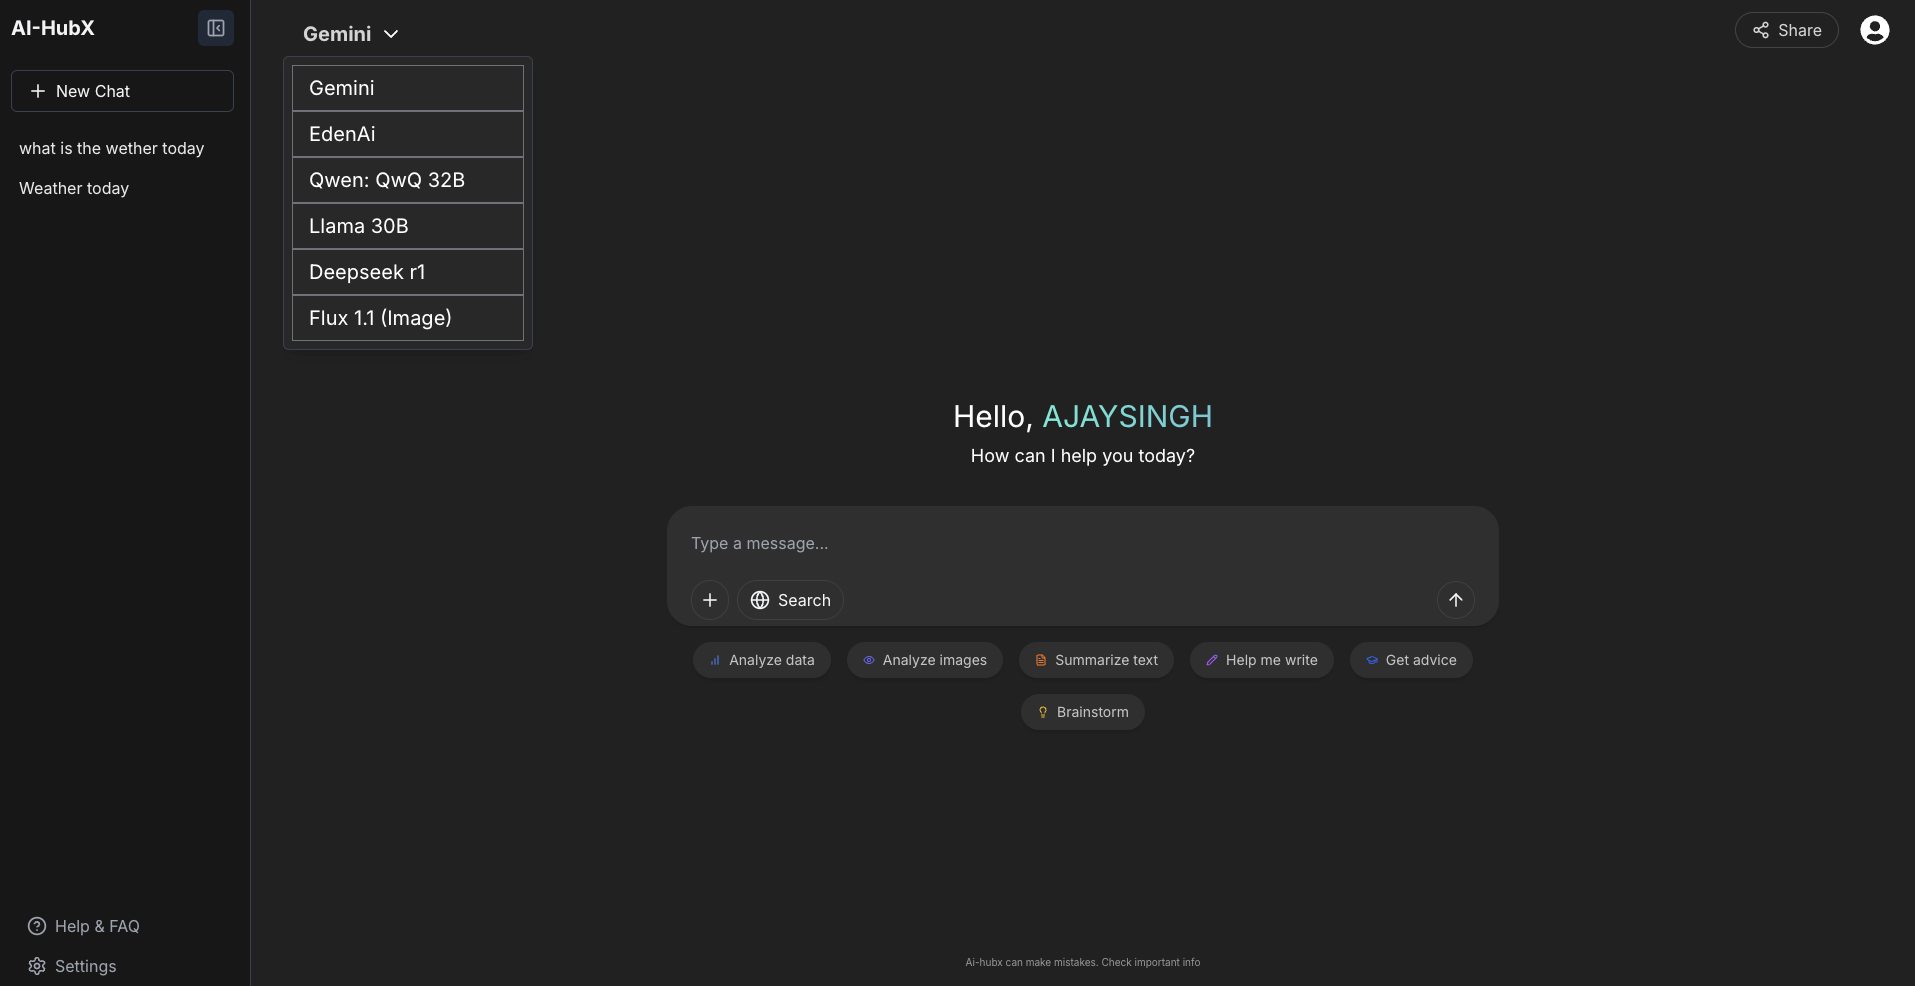 AI-HubX
New Chat
what is the wether today
Weather today
Help & FAQ
Settings
Gemini
Gemini
EdenAi
Qwen: QwQ 32B
Llama 30B
Deepseek r1
Flux 1.1 (Image)
Share
Hello, AJAYSINGH
How can I help you today?
Type a message...
Search
Analyze data
Analyze images
Summarize text
Help me write
Get advice
Brainstorm
Ai-hubx can make mistakes. Check important info